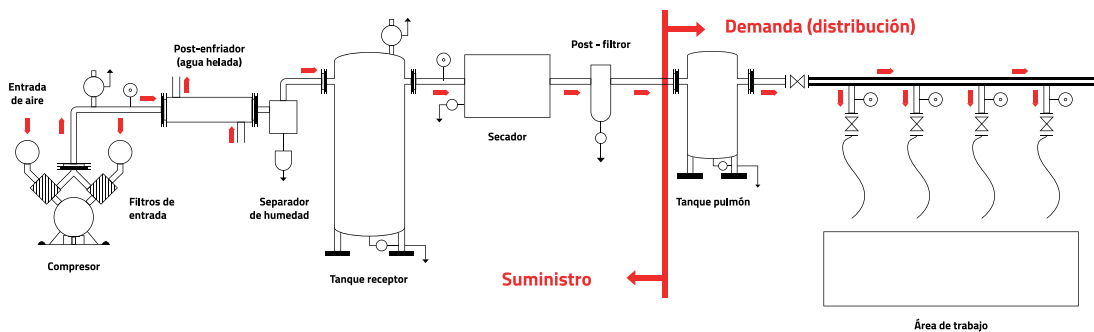 Demanda (distribución)
Post-enfriador
(agua helada)
Post - filtror
Entrada
de aire
Secador
Filtros de
entrada
Separador
de humedad
Tanque pulmón
Compresor
Tanque receptor
Suministro
Área de trabajo